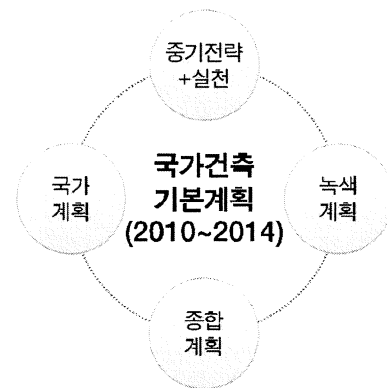 중기전략
+실천
국가
계획
국가건축
기본계획
(2010~2014)
녹색
계획
종합
계획